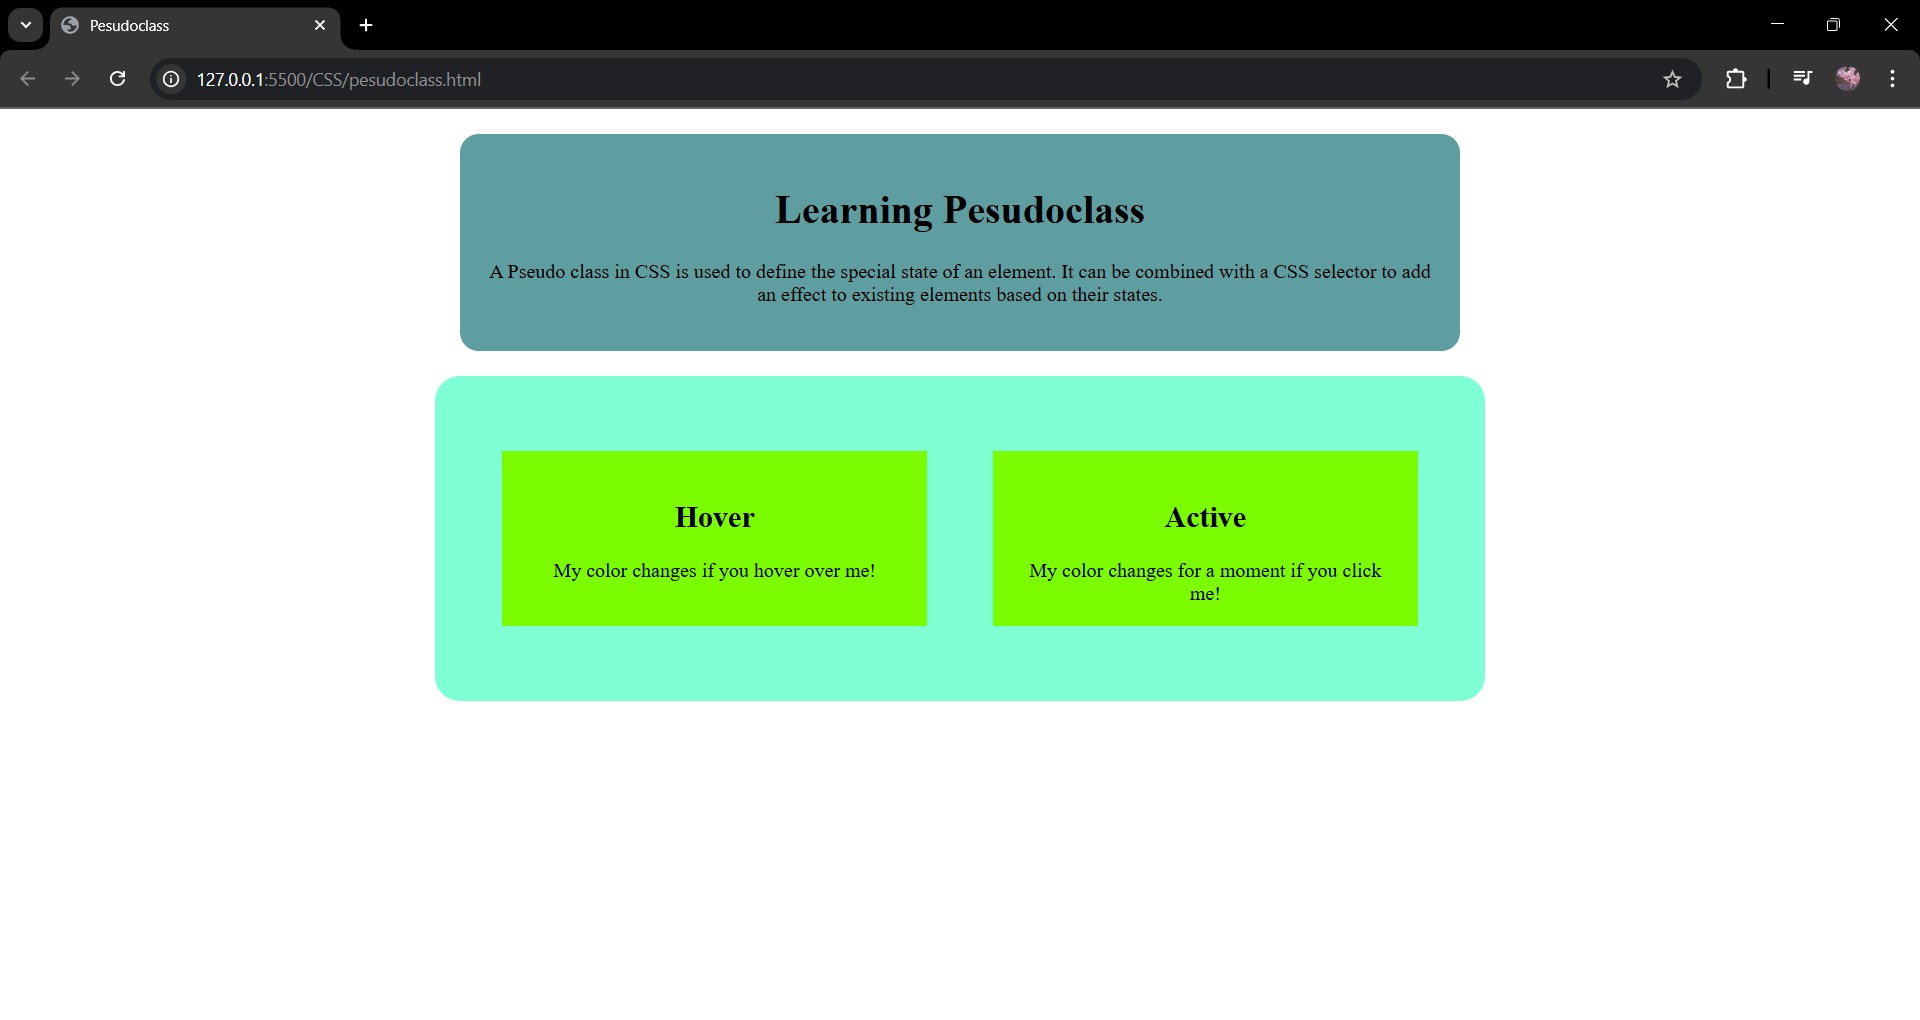 Pesudoclass
127.0.0.1:5500/CSS/pesudoclass.html
Learning Pesudoclass
A Pseudo class in CSS is used to define the special state of an element. It can be combined with a CSS selector to add
an effect to existing elements based on their states.
Hover
My color changes if you hover over me!
Active
My color changes for a moment if you click
me!